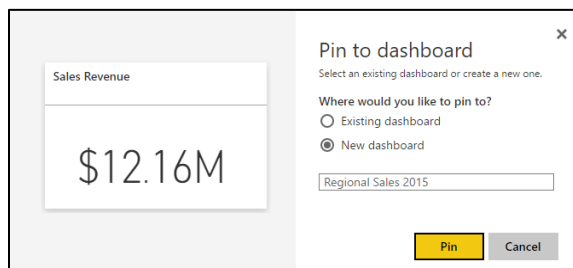 Sales Revenue
$12.16M
Pin to dashboard
Select an existing dashboard or create a new one.
Where would you like to pin to?
Existing dashboard
New dashboard
Regional Sales 2015
Pin
Cancel